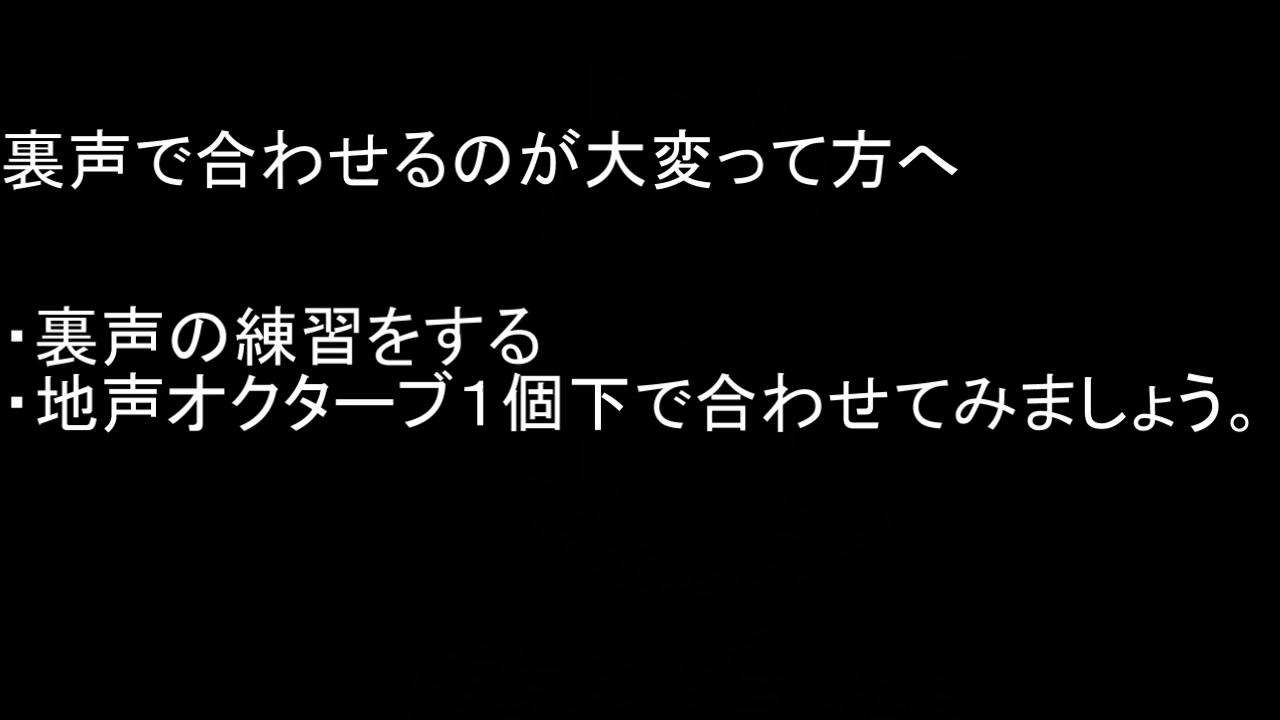 裏声で合わせるのが大変って方へ
・裏声の練習をする
・地声オクターブ１個下で合わせてみましょう。